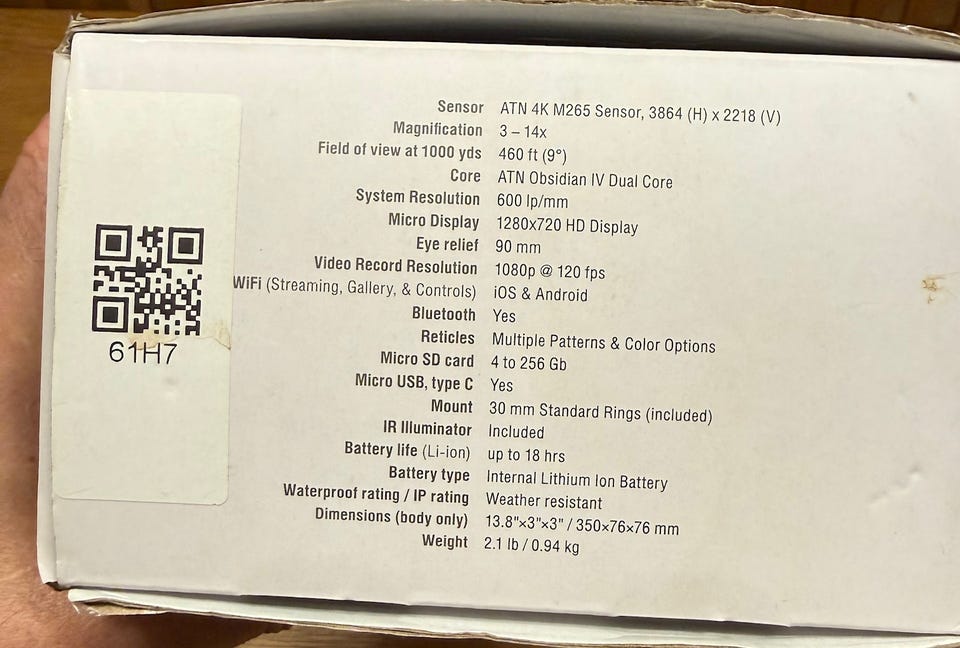 Sensor ATN 4K M265 Sensor, 3864 (H) x 2218 (V)
Magnification 3 – 14x
Field of view at 1000 yds 460 ft (9°)
Core ATN Obsidian IV Dual Core
System Resolution 600 lp/mm
Micro Display 1280x720 HD Display
Eye relief 90 mm
Video Record Resolution 1080p @ 120 fps
WiFi (Streaming, Gallery, & Controls) iOS & Android
Bluetooth Yes
Reticles Multiple Patterns & Color Options
Micro SD card 4 to 256 Gb
Micro USB, type C Yes
Mount 30 mm Standard Rings (included)
IR Illuminator Included
Battery life (Li-ion) up to 18 hrs
Battery type Internal Lithium Ion Battery
Waterproof rating / IP rating Weather resistant
Dimensions (body only) 13.8"×3"×3" / 350×76×76 mm
Weight 2.1 lb / 0.94 kg
61H7